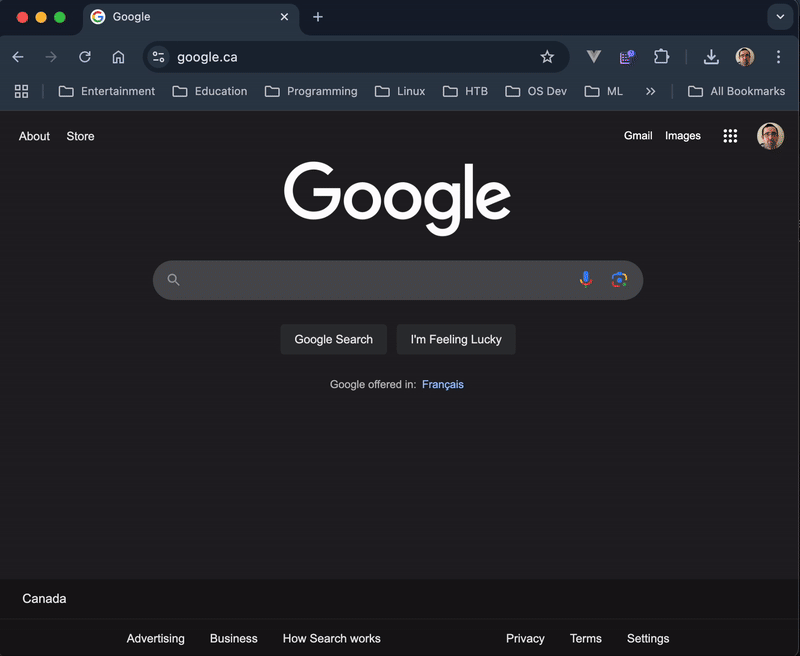 Google
google.ca
Entertainment Education Programming Linux HTB OS Dev ML All Bookmarks
About Store Gmail Images
Google
Google Search I'm Feeling Lucky
Google offered in: Français
Canada
Advertising Business How Search works Privacy Terms Settings